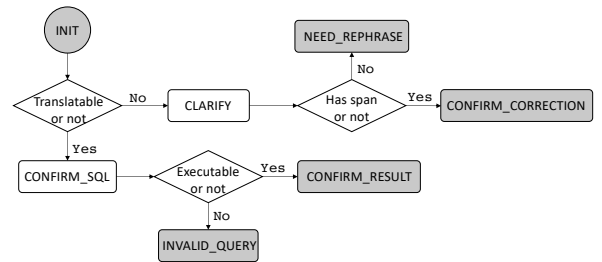 INIT
NEED_REPHRASE
No
Translatable
or not
No
CLARIFY
Has span
or not
Yes
CONFIRM_CORRECTION
Yes
CONFIRM_SQL
Executable
or not
Yes
CONFIRM_RESULT
No
INVALID_QUERY